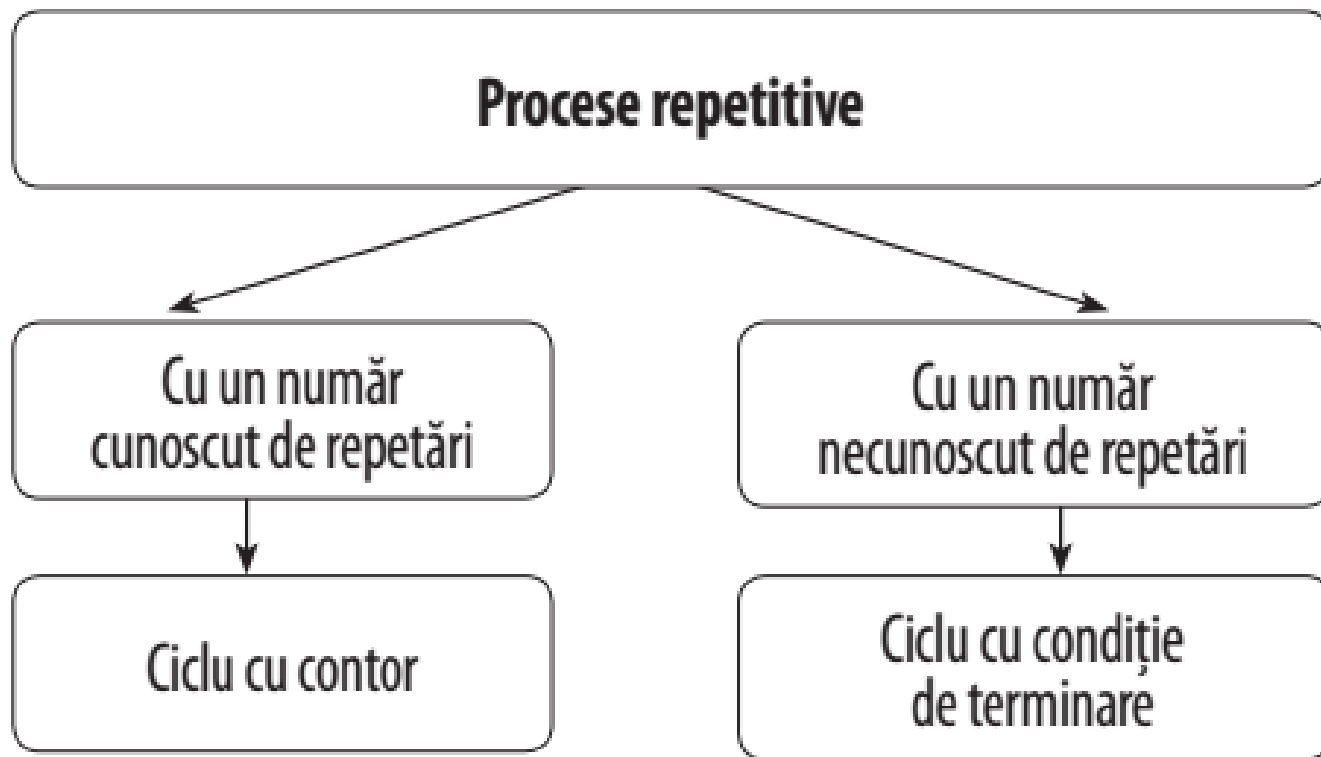 Procese repetitive
Cu un număr
cunoscut de repetări
Cu un număr
necunoscut de repetări
Ciclu cu contor
Ciclu cu condiție
de terminare